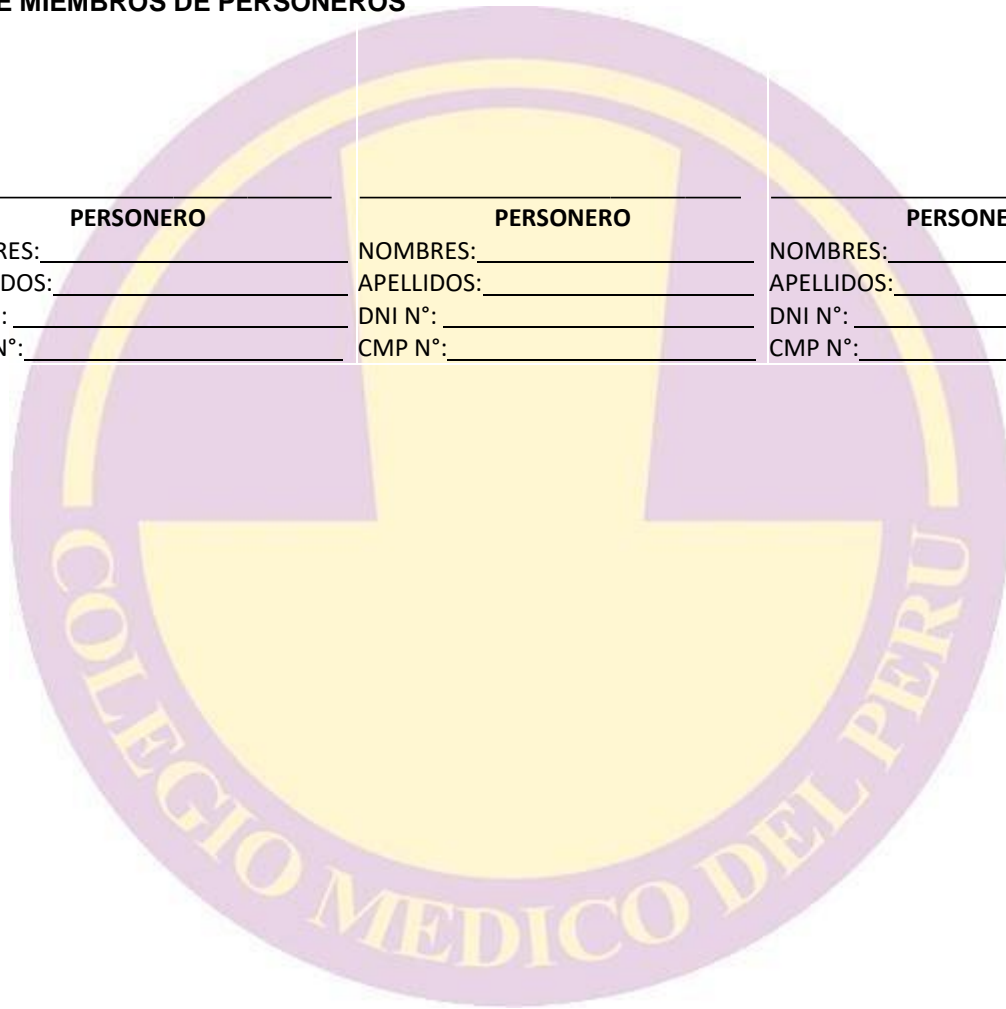 E MIEMBROS DE PERSONEROS
PERSONERO PERSONERO PERSONE
RES: NOMBRES: NOMBRES:
DOS: APELLIDOS: APELLIDOS:
: DNI N°: DNI N°:
N°: CMP N°: CMP N°:
COLEGIO MEDICO DEL PERU